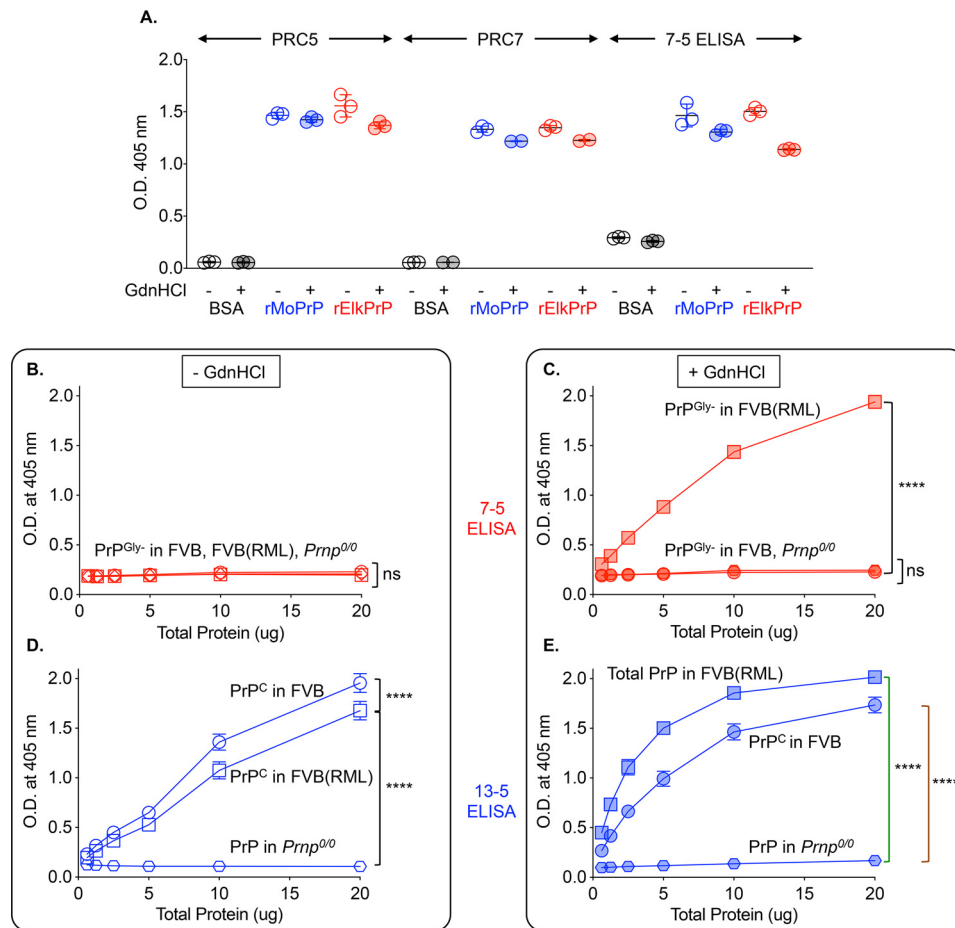 A.
PRC5 PRC7 7-5 ELISA
2.0
1.5
1.0
0.5
0.0
O.D. 405 nm
GdnHCl - + - + - + - + - + - + - + - + - +
BSA rMoPrP rElkPrP BSA rMoPrP rElkPrP BSA rMoPrP rElkPrP
B. - GdnHCl
2.0
1.5
1.0
0.5
0.0
O.D. at 405 nm
PrPGly- in FVB, FVB(RML), Prnp0/0
ns
0 5 10 15 20
Total Protein (ug)
7-5
ELISA
C. + GdnHCl
2.0
1.5
1.0
0.5
0.0
O.D. at 405 nm
PrPGly- in FVB(RML)
****
PrPGly- in FVB, Prnp0/0
ns
0 5 10 15 20
Total Protein (ug)
D.
2.0
1.5
1.0
0.5
0.0
O.D. at 405 nm
PrPC in FVB
****
PrPC in FVB(RML)
****
PrP in Prnp0/0
0 5 10 15 20
Total Protein (ug)
13-5
ELISA
E.
2.0
1.5
1.0
0.5
0.0
O.D. at 405 nm
Total PrP in FVB(RML)
PrPC in FVB
**** ****
PrP in Prnp0/0
0 5 10 15 20
Total Protein (ug)